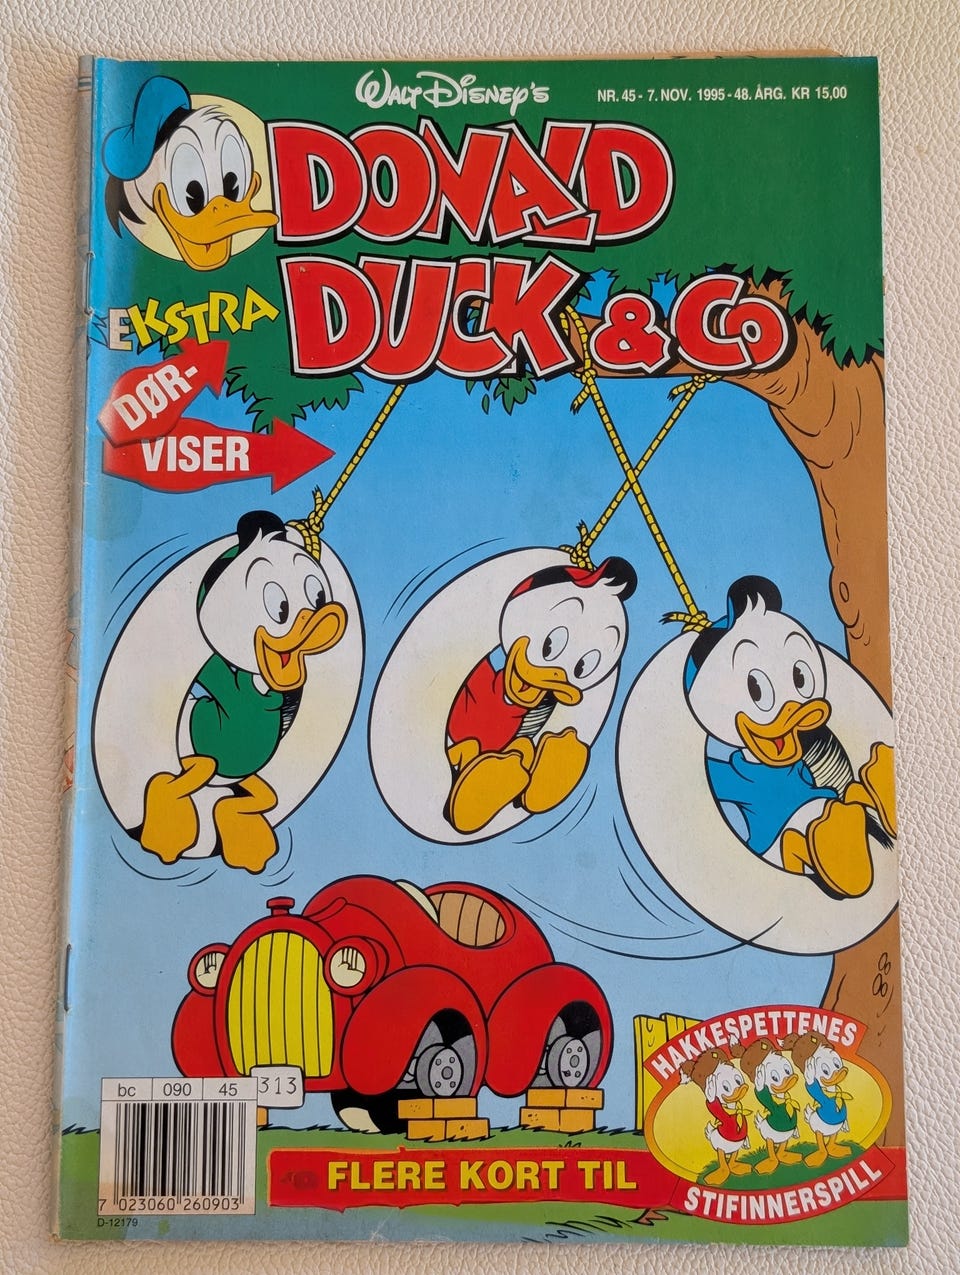 Walt Disney's
NR. 45 - 7. NOV. 1995 - 48. ÅRG. KR 15,00
DONALD
DUCK & Co
EKSTRA
DØR-
VISER
HAKKESPETTENES
STIFINNERSPILL
FLERE KORT TIL
bc 090 45
313
7 023060 260903
D-12179